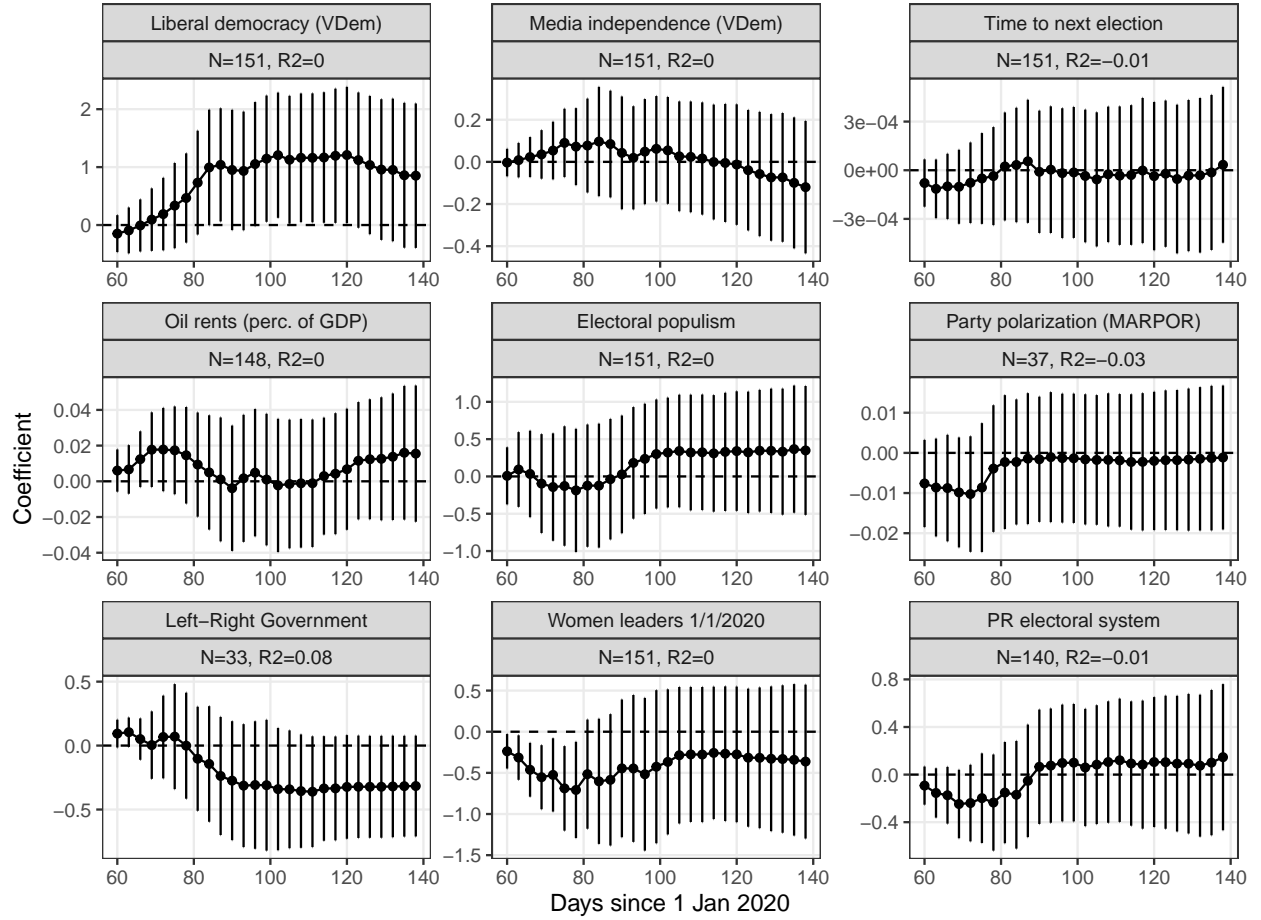 Liberal democracy (VDem)
N=151, R2=0
2
1
0
60 80 100 120 140
Media independence (VDem)
N=151, R2=0
0.2
0.0
−0.2
−0.4
60 80 100 120 140
Time to next election
N=151, R2=−0.01
3e−04
0e+00
−3e−04
60 80 100 120 140
Oil rents (perc. of GDP)
N=148, R2=0
0.04
0.02
0.00
−0.02
−0.04
60 80 100 120 140
Electoral populism
N=151, R2=0
1.0
0.5
0.0
−0.5
−1.0
60 80 100 120 140
Party polarization (MARPOR)
N=37, R2=−0.03
0.01
0.00
−0.01
−0.02
60 80 100 120 140
Left−Right Government
N=33, R2=0.08
0.5
0.0
−0.5
60 80 100 120 140
Women leaders 1/1/2020
N=151, R2=0
0.5
0.0
−0.5
−1.0
−1.5
60 80 100 120 140
PR electoral system
N=140, R2=−0.01
0.8
0.4
0.0
−0.4
60 80 100 120 140
Coefficient
Days since 1 Jan 2020